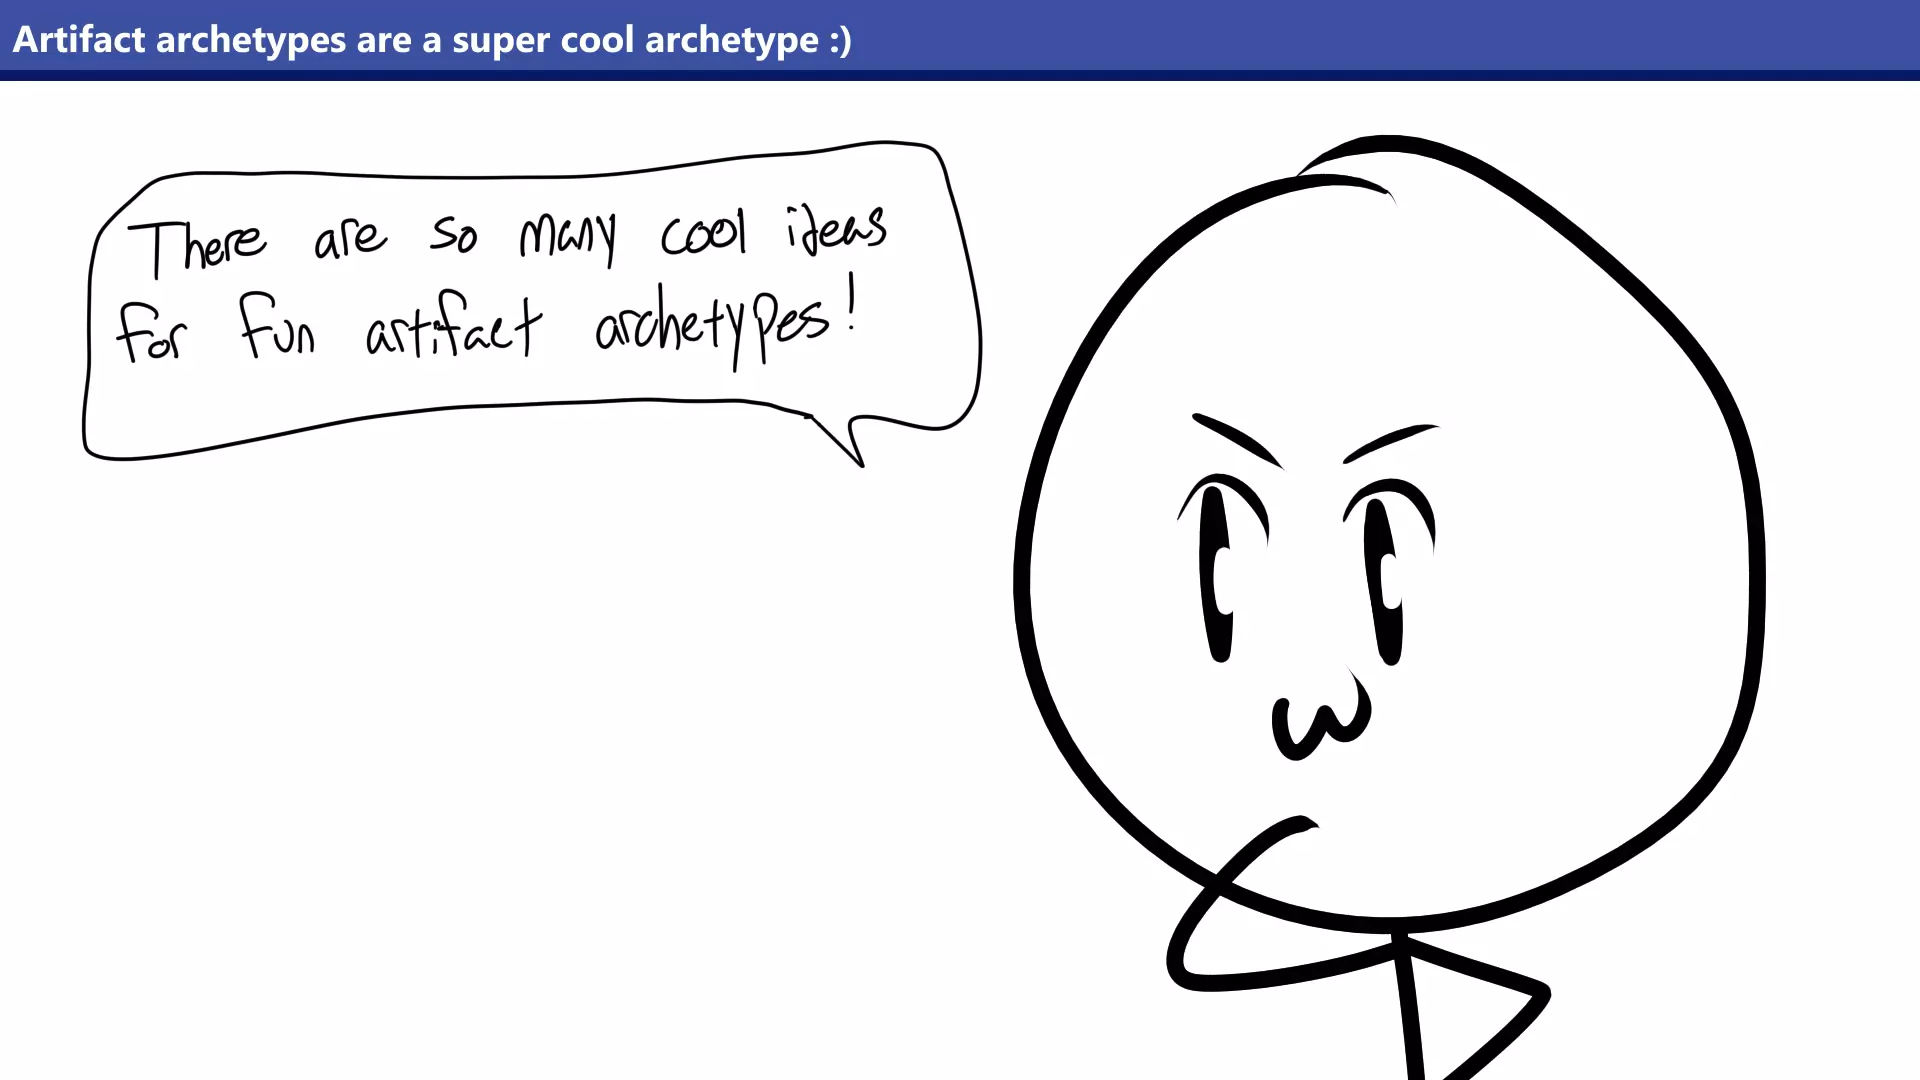 Artifact archetypes are a super cool archetype :)
There are so many cool ideas
for fun artifact archetypes!